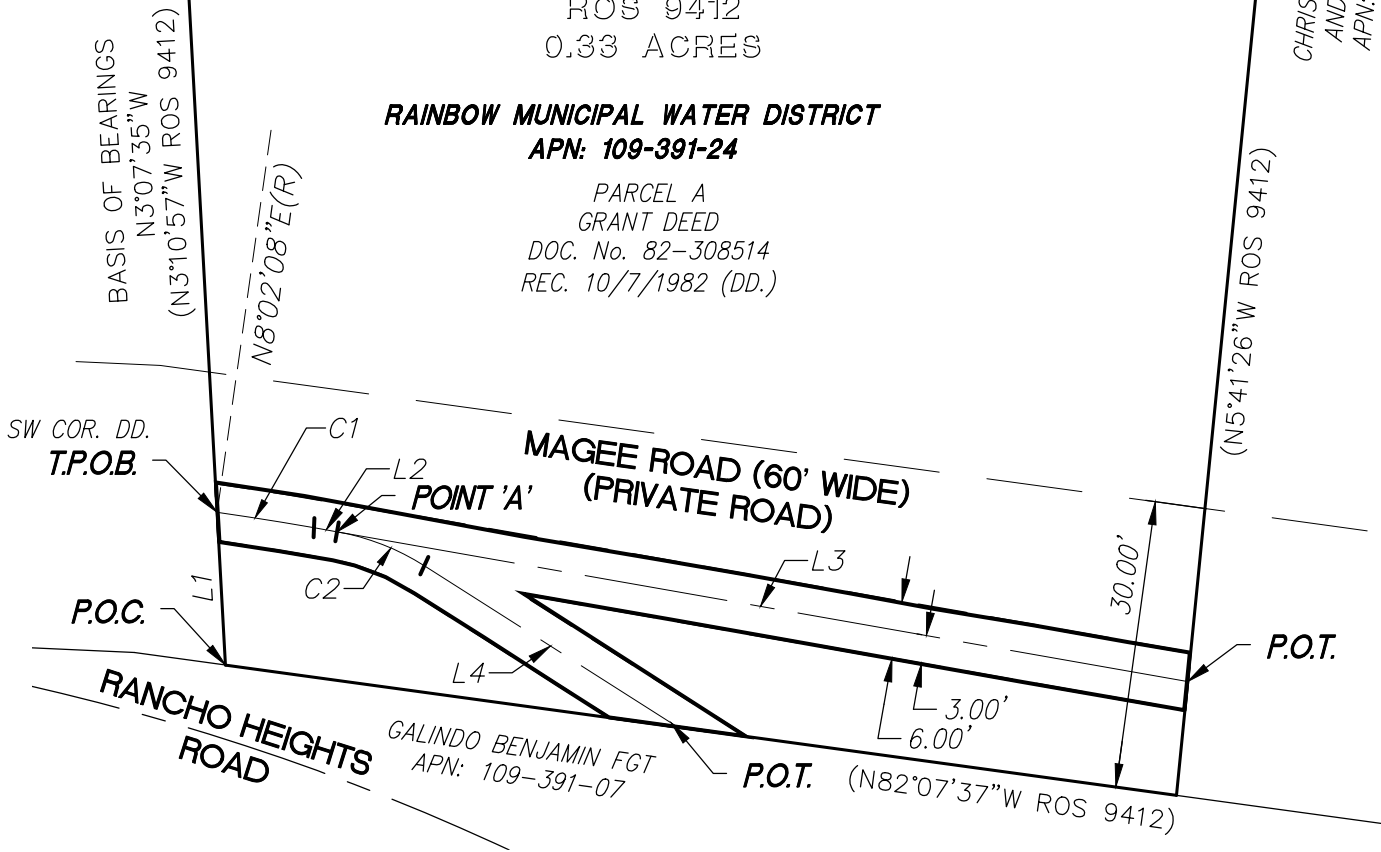 ROS 9412
0.33 ACRES
RAINBOW MUNICIPAL WATER DISTRICT
APN: 109-391-24
PARCEL A
GRANT DEED
DOC. No. 82-308514
REC. 10/7/1982 (DD.)
BASIS OF BEARINGS
N3°07'35"W
(N3°10'57"W ROS 9412)
N8°02'08"E(R)
CHRIS
AND
APN:
(N5°41'26"W ROS 9412)
SW COR. DD.
T.P.O.B.
C1
L2
POINT 'A'
MAGEE ROAD (60' WIDE)
(PRIVATE ROAD)
L3
30.00'
L1
C2
P.O.C.
P.O.T.
L4
3.00'
6.00'
RANCHO HEIGHTS
ROAD
GALINDO BENJAMIN FGT
APN: 109-391-07
P.O.T.
(N82°07'37"W ROS 9412)